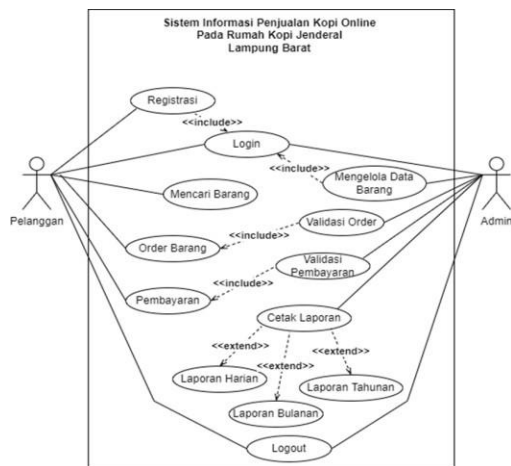 Sistem Informasi Penjualan Kopi Online
Pada Rumah Kopi Jenderal
Lampung Barat
Registrasi
<<include>>
Login
<<include>>
Mengelola Data
Barang
Pelanggan
Admin
Mencari Barang
Validasi Order
<<include>>
Order Barang
Validasi
Pembayaran
<<include>>
Pembayaran
Cetak Laporan
<<extend>>
<<extend>>
<<extend>>
Laporan Harian
Laporan Tahunan
Laporan Bulanan
Logout